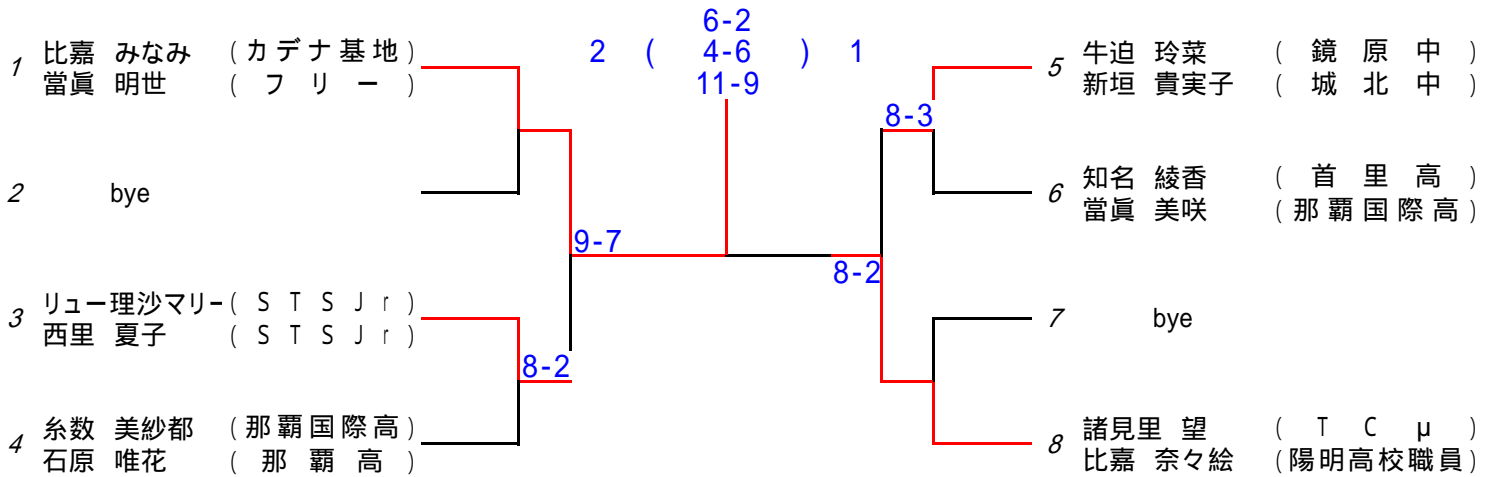 1 比嘉 みなみ (カデナ基地)
當眞 明世 (フリー)
2 bye
3 リュー理沙マリー(STSJr)
西里 夏子 (STSJr)
4 糸数 美紗都 (那覇国際高)
石原 唯花 (那覇高)
9-7
8-2
6-2
2 ( 4-6 ) 1
11-9
8-3
8-2
5 牛迫 玲菜 (鏡原中)
新垣 貴実子 (城北中)
6 知名 綾香 (首里高)
當眞 美咲 (那覇国際高)
7 bye
8 諸見里 望 (TCμ)
比嘉 奈々絵 (陽明高校職員)